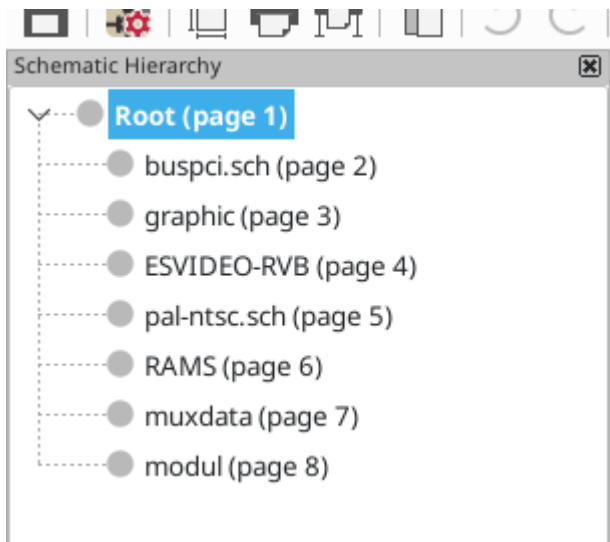 Schematic Hierarchy
Root (page 1)
buspci.sch (page 2)
graphic (page 3)
ESVIDEO-RVB (page 4)
pal-ntsc.sch (page 5)
RAMS (page 6)
muxdata (page 7)
modul (page 8)